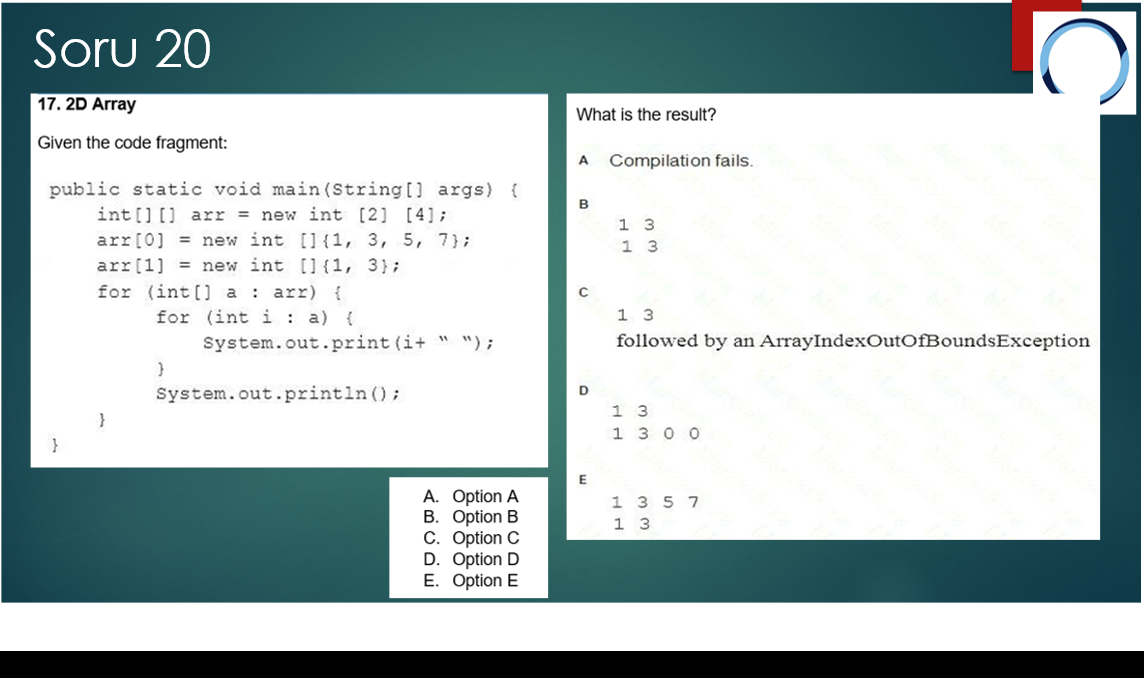 Soru 20
17. 2D Array
Given the code fragment:
public static void main(String[] args) {
int[][] arr = new int [2] [4];
arr[0] = new int []{1, 3, 5, 7};
arr[1] = new int []{1, 3};
for (int[] a : arr) {
for (int i : a) {
System.out.print(i+ “ “);
}
System.out.println();
}
}
A. Option A
B. Option B
C. Option C
D. Option D
E. Option E
What is the result?
A Compilation fails.
B
1 3
1 3
C
1 3
followed by an ArrayIndexOutOfBoundsException
D
1 3
1 3 0 0
E
1 3 5 7
1 3